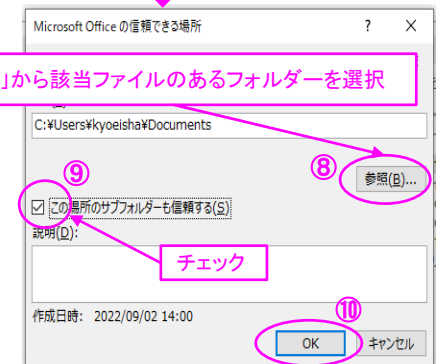 Microsoft Office の信頼できる場所 ? ×
」から該当ファイルのあるフォルダーを選択
C:¥Users¥kyoeisha¥Documents
⑨ ⑧
参照(B)...
この場所のサブフォルダーも信頼する(S)
説明(D):
チェック
作成日時: 2022/09/02 14:00
⑩
OK キャンセル